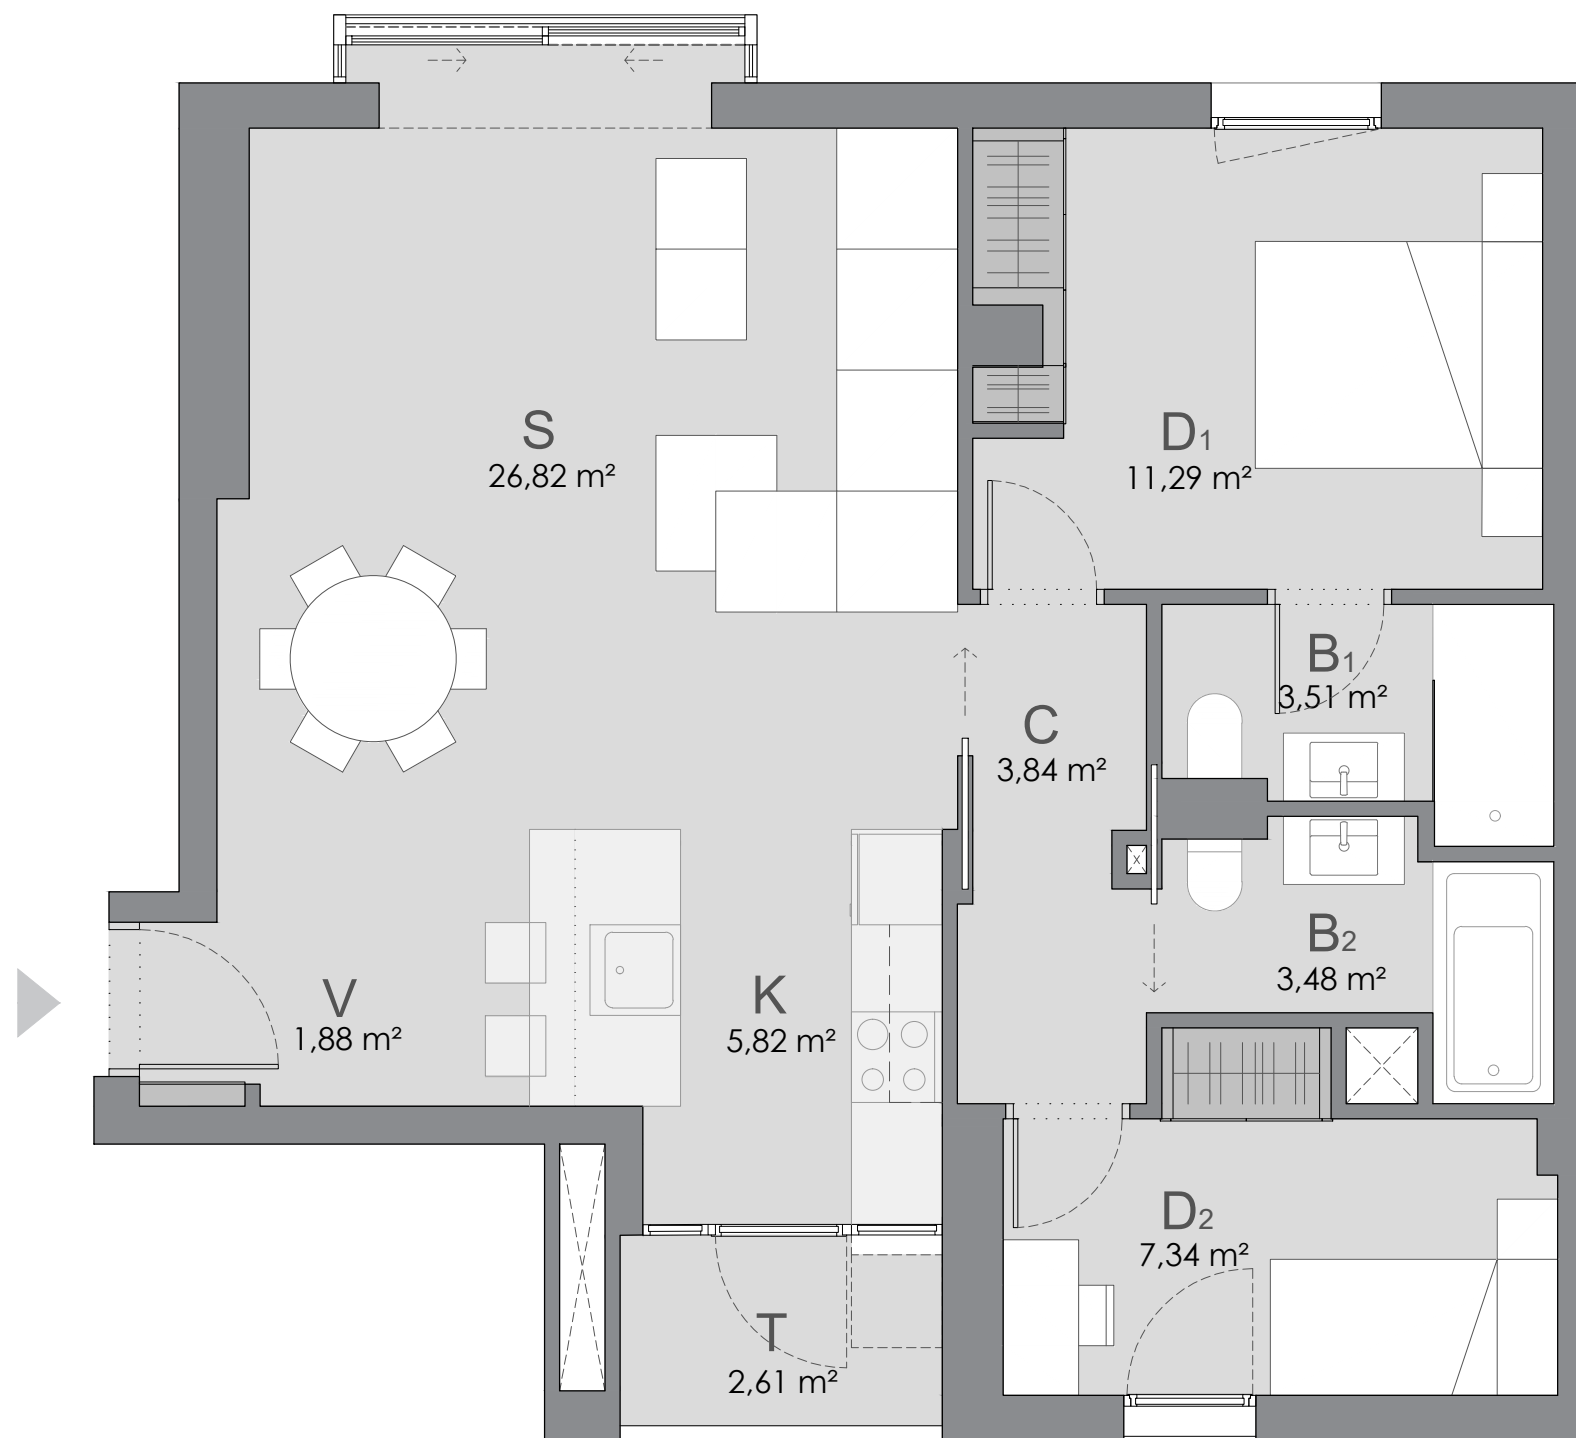 S
26,82 m²
D1
11,29 m²
B1
3,51 m²
C
3,84 m²
B2
3,48 m²
V
1,88 m²
K
5,82 m²
D2
7,34 m²
T
2,61 m²